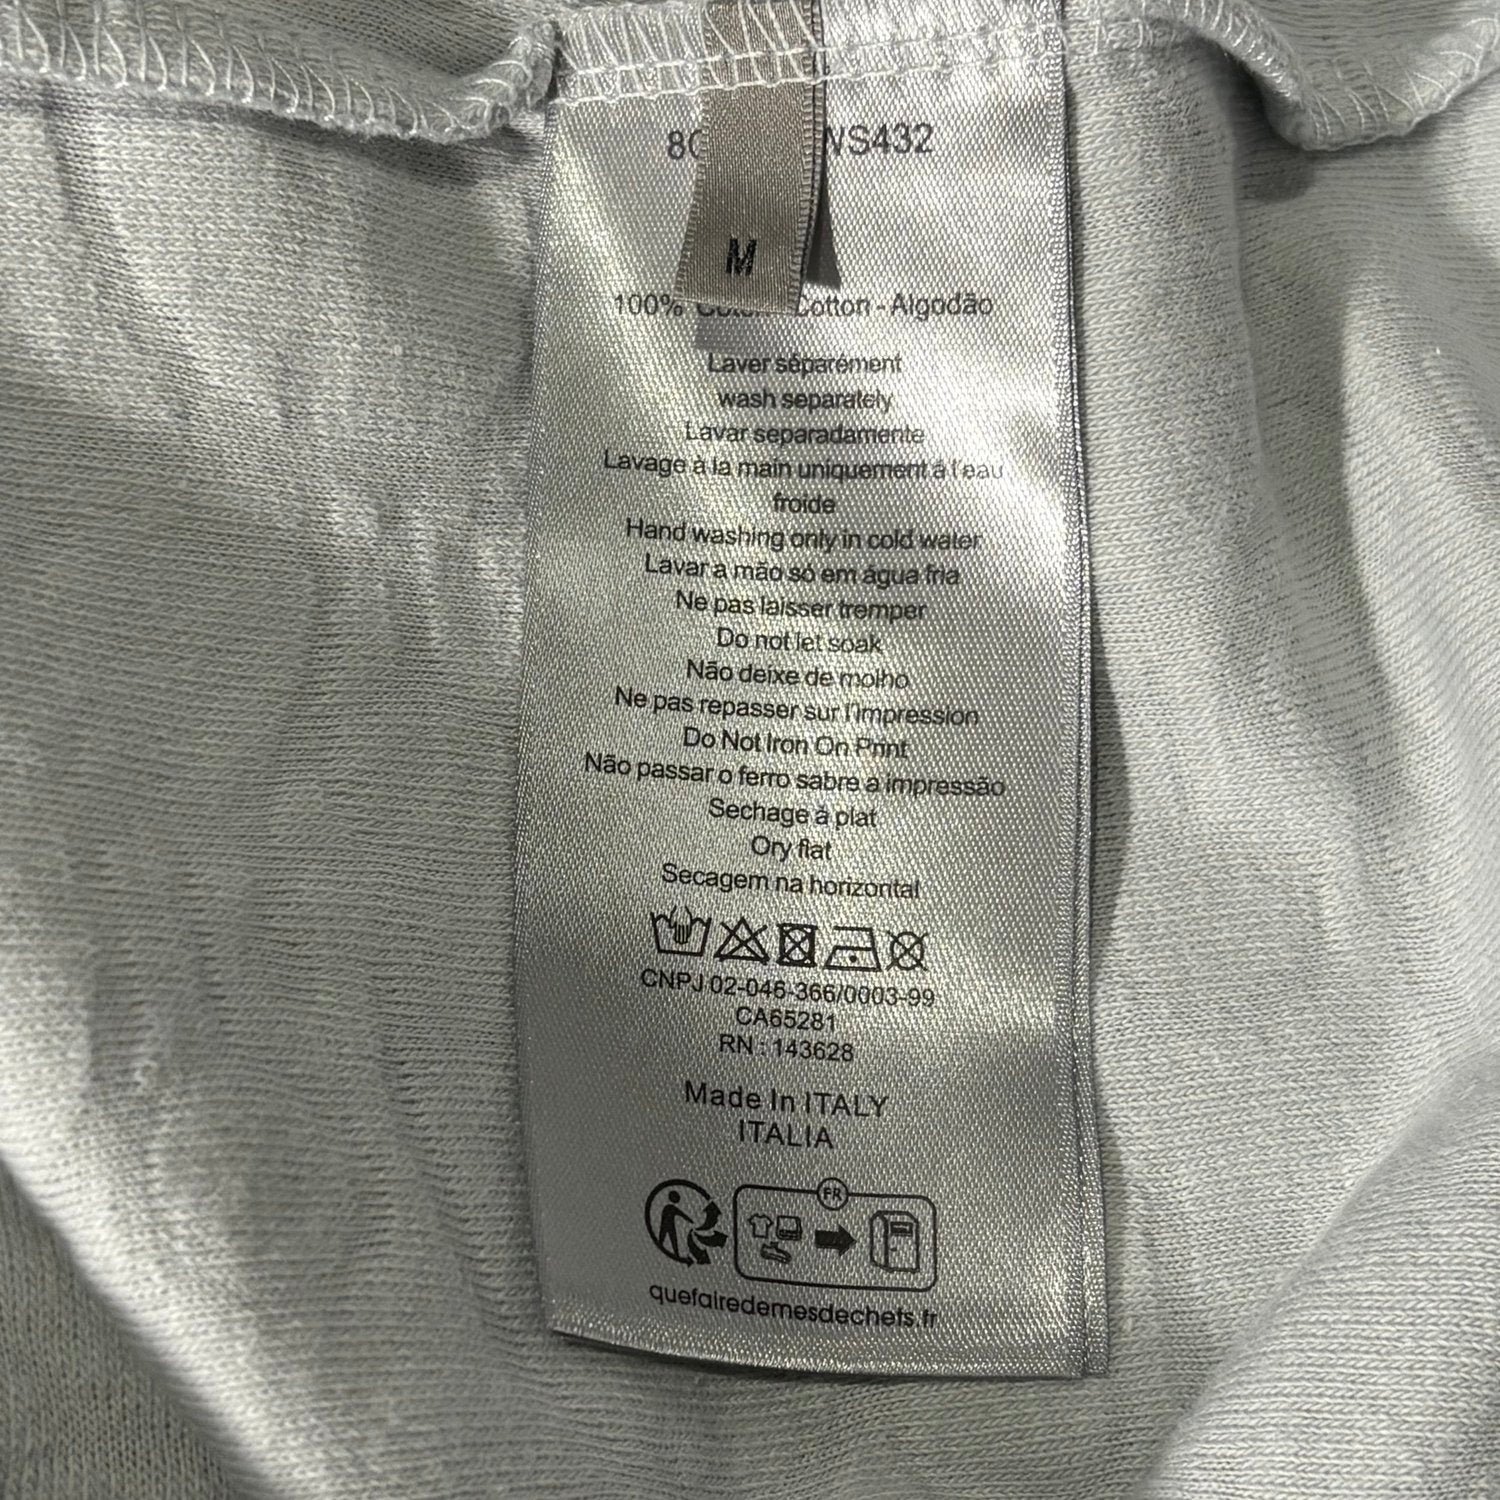 WS432
M
100% Cotton - Algodão
Laver séparément
wash separately
Lavar separadamente
Lavage à la main uniquement á l'eau
froide
Hand washing only in cold water
Lavar a mão só em água fria
Ne pas laisser tremper
Do not let soak
Não deixe de molho
Ne pas repasser sur l'impression
Do Not Iron On Print
Não passar o ferro sabre a impressão
Sechage à plat
Ory flat
Secagem na horizontal
CNPJ 02-046-366/0003-99
CA65281
RN : 143628
Made In ITALY
ITALIA
FR
quefairedemesdechets.fr